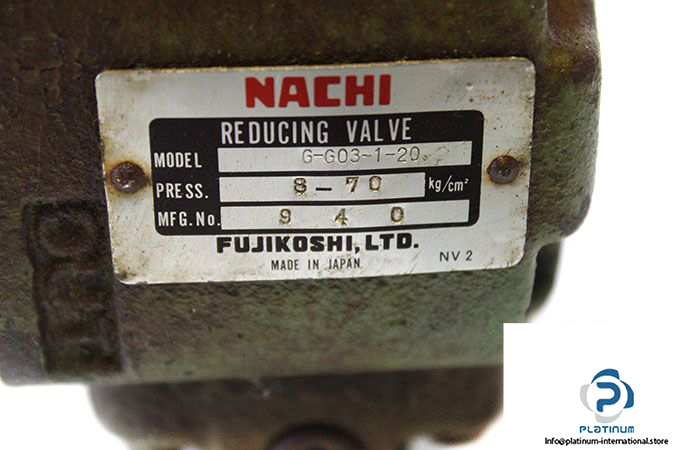 NACHI
REDUCING VALVE
MODEL G-G03-1-20
PRESS. 8-70 kg/cm²
MFG.No. 9 4 0
FUJIKOSHI, LTD.
MADE IN JAPAN NV 2
OUT
PLATINUM
Info@platinum-international.store